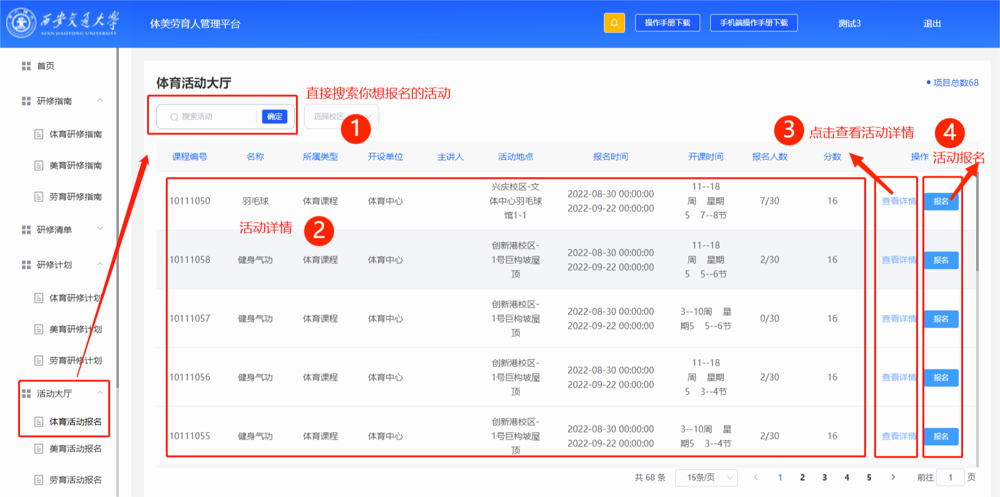 西安交通大学
XI'AN JIAOTONG UNIVERSITY
体美劳育人管理平台
操作手册下载
手机端操作手册下载
测试3
退出
首页
研修指南
体育研修指南
美育研修指南
劳育研修指南
研修清单
研修计划
体育研修计划
美育研修计划
劳育研修计划
活动大厅
体育活动报名
美育活动报名
劳育活动报名
体育活动大厅
项目总数68
直接搜索你想报名的活动
搜索活动
确定
选择校区
1
3
点击查看活动详情
4
活动报名
课程编号 名称 所属类型 开设单位 主讲人 活动地点 报名时间 开课时间 报名人数 分数 操作
兴庆校区-文 11--18
2022-08-30 00:00:00
10111050 羽毛球 体育课程 体育中心 体中心羽毛球 周 星期 7/30 16 查看详情 报名
2022-09-22 00:00:00
馆1-1 5 7--8节
活动详情
2
创新港校区- 11--18
2022-08-30 00:00:00
10111058 健身气功 体育课程 体育中心 1号巨构坡屋 周 星期 2/30 16 查看详情 报名
2022-09-22 00:00:00
顶 5 5--6节
创新港校区-
2022-08-30 00:00:00 3--10周 星
10111057 健身气功 体育课程 体育中心 1号巨构坡屋 0/30 16 查看详情 报名
2022-09-22 00:00:00 期5 5--6节
顶
创新港校区- 11--18
2022-08-30 00:00:00
10111056 健身气功 体育课程 体育中心 1号巨构坡屋 周 星期 2/30 16 查看详情 报名
2022-09-22 00:00:00
顶 5 3--4节
创新港校区-
2022-08-30 00:00:00 3--10周 星
10111055 健身气功 体育课程 体育中心 1号巨构坡屋 2/30 16 查看详情 报名
2022-09-22 00:00:00 期5 3--4节
顶
共 68 条 15条/页 1 2 3 4 5 前往 1 页